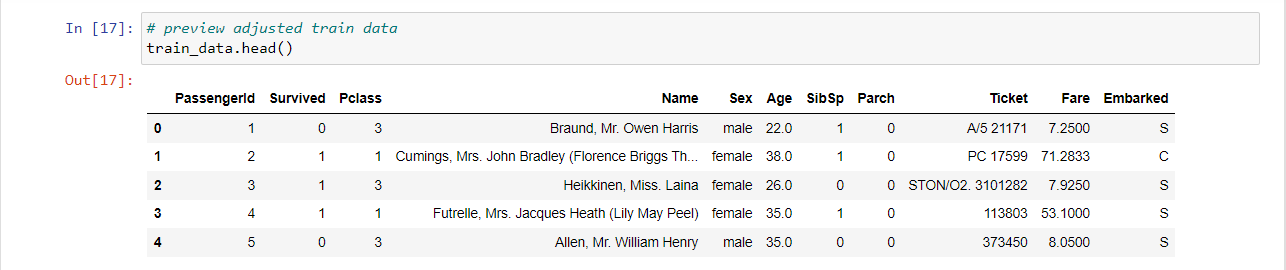 In [17]: # preview adjusted train data
train_data.head()
Out[17]:
PassengerId Survived Pclass Name Sex Age SibSp Parch Ticket Fare Embarked
0 1 0 3 Braund, Mr. Owen Harris male 22.0 1 0 A/5 21171 7.2500 S
1 2 1 1 Cumings, Mrs. John Bradley (Florence Briggs Th... female 38.0 1 0 PC 17599 71.2833 C
2 3 1 3 Heikkinen, Miss. Laina female 26.0 0 0 STON/O2. 3101282 7.9250 S
3 4 1 1 Futrelle, Mrs. Jacques Heath (Lily May Peel) female 35.0 1 0 113803 53.1000 S
4 5 0 3 Allen, Mr. William Henry male 35.0 0 0 373450 8.0500 S